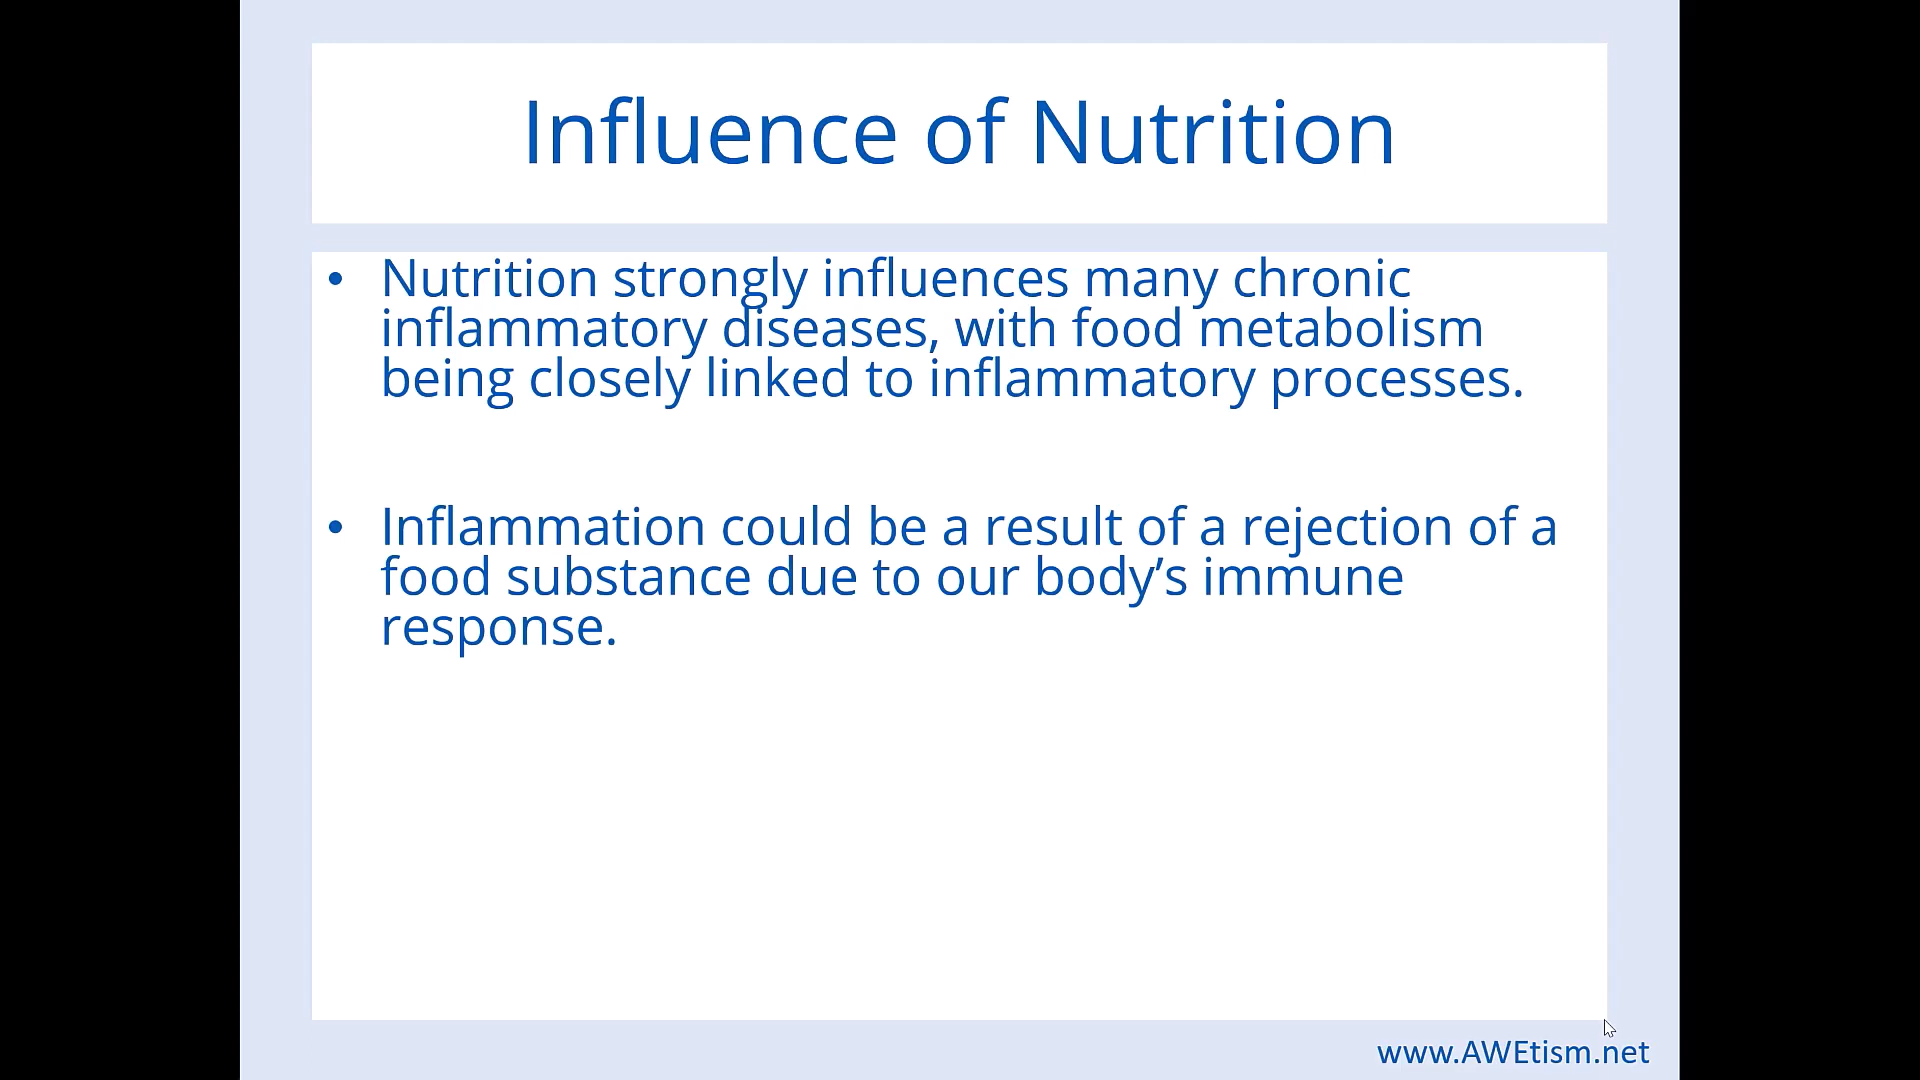 Influence of Nutrition
• Nutrition strongly influences many chronic
inflammatory diseases, with food metabolism
being closely linked to inflammatory processes.
• Inflammation could be a result of a rejection of a
food substance due to our body’s immune
response.
www.AWEtism.net